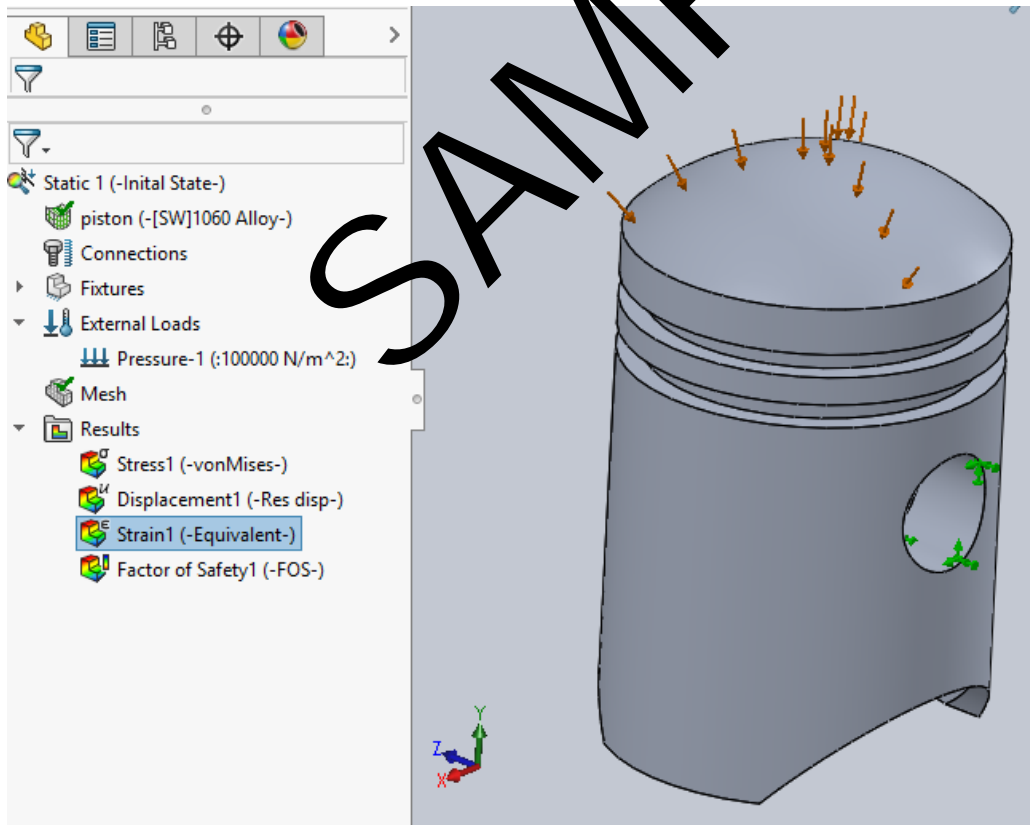 SAMP
Static 1 (-Inital State-)
piston (-[SW]1060 Alloy-)
Connections
Fixtures
External Loads
Pressure-1 (:100000 N/m^2:)
Mesh
Results
σ
Stress1 (-vonMises-)
u
Displacement1 (-Res disp-)
ε
Strain1 (-Equivalent-)
Factor of Safety1 (-FOS-)
Y
Z
X